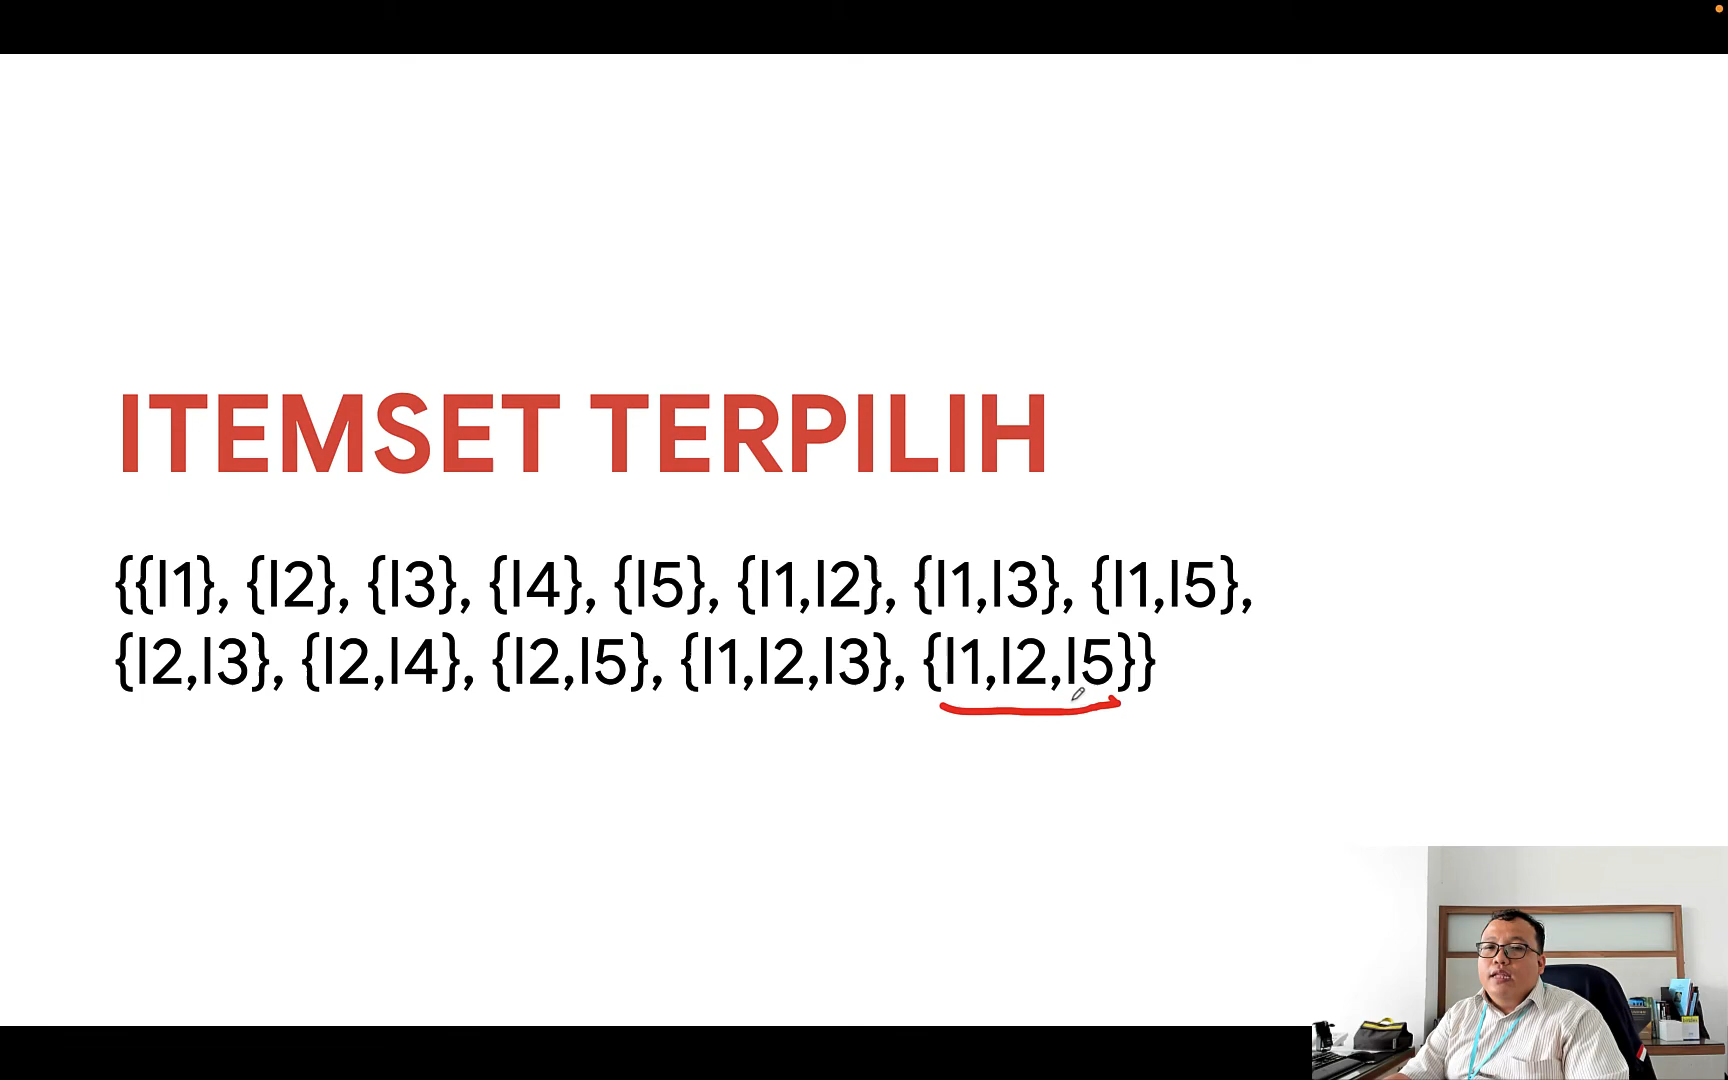 ITEMSET TERPILIH
{{I1}, {I2}, {I3}, {I4}, {I5}, {I1,I2}, {I1,I3}, {I1,I5},
{I2,I3}, {I2,I4}, {I2,I5}, {I1,I2,I3}, {I1,I2,I5}}